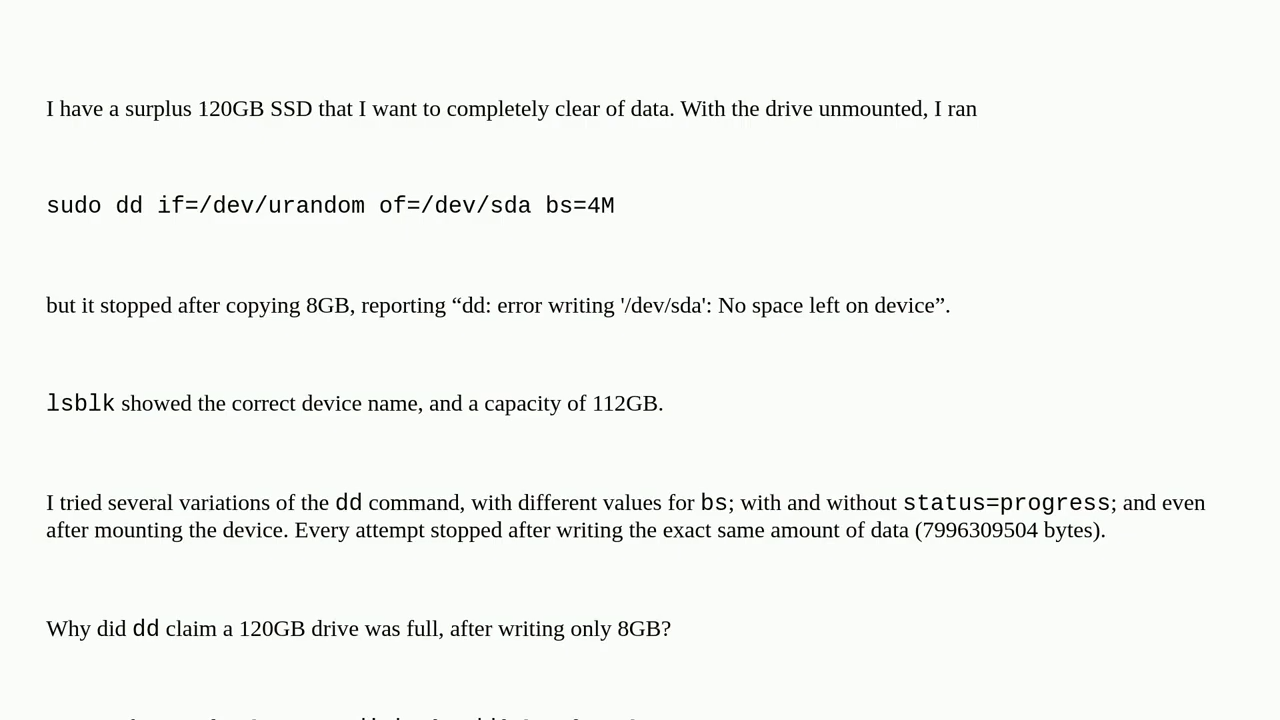 I have a surplus 120GB SSD that I want to completely clear of data. With the drive unmounted, I ran
sudo dd if=/dev/urandom of=/dev/sda bs=4M
but it stopped after copying 8GB, reporting “dd: error writing '/dev/sda': No space left on device”.
lsblk showed the correct device name, and a capacity of 112GB.
I tried several variations of the dd command, with different values for bs; with and without status=progress; and even
after mounting the device. Every attempt stopped after writing the exact same amount of data (7996309504 bytes).
Why did dd claim a 120GB drive was full, after writing only 8GB?